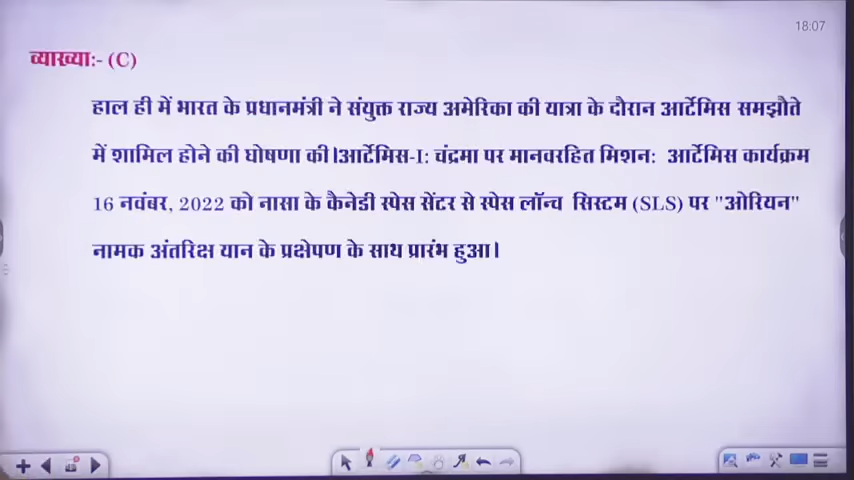 18:07
व्याख्या:- (C)
हाल ही में भारत के प्रधानमंत्री ने संयुक्त राज्य अमेरिका की यात्रा के दौरान आर्टेमिस समझौते
में शामिल होने की घोषणा की।आर्टेमिस-I: चंद्रमा पर मानवरहित मिशन: आर्टेमिस कार्यक्रम
16 नवंबर, 2022 को नासा के कैनेडी स्पेस सेंटर से स्पेस लॉन्च सिस्टम (SLS) पर "ओरियन"
नामक अंतरिक्ष यान के प्रक्षेपण के साथ प्रारंभ हुआ।